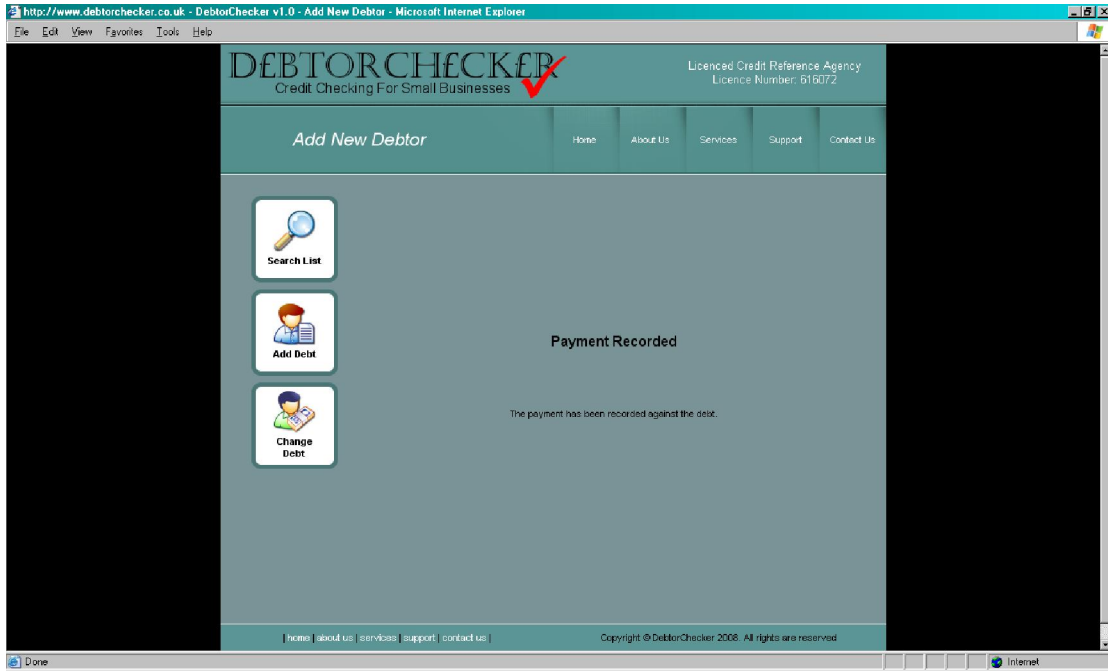 http://www.debtorchecker.co.uk - DebtorChecker v1.0 - Add New Debtor - Microsoft Internet Explorer
File Edit View Favorites Tools Help
D£BTORCH£CK£R
Credit Checking For Small Businesses
Licenced Credit Reference Agency
Licence Number: 616072
Add New Debtor
Home About Us Services Support Contact Us
Search List
Add Debt
Change
Debt
Payment Recorded
The payment has been recorded against the debt.
| home | about us | services | support | contact us |
Copyright © DebtorChecker 2008. All rights are reserved
Done
Internet